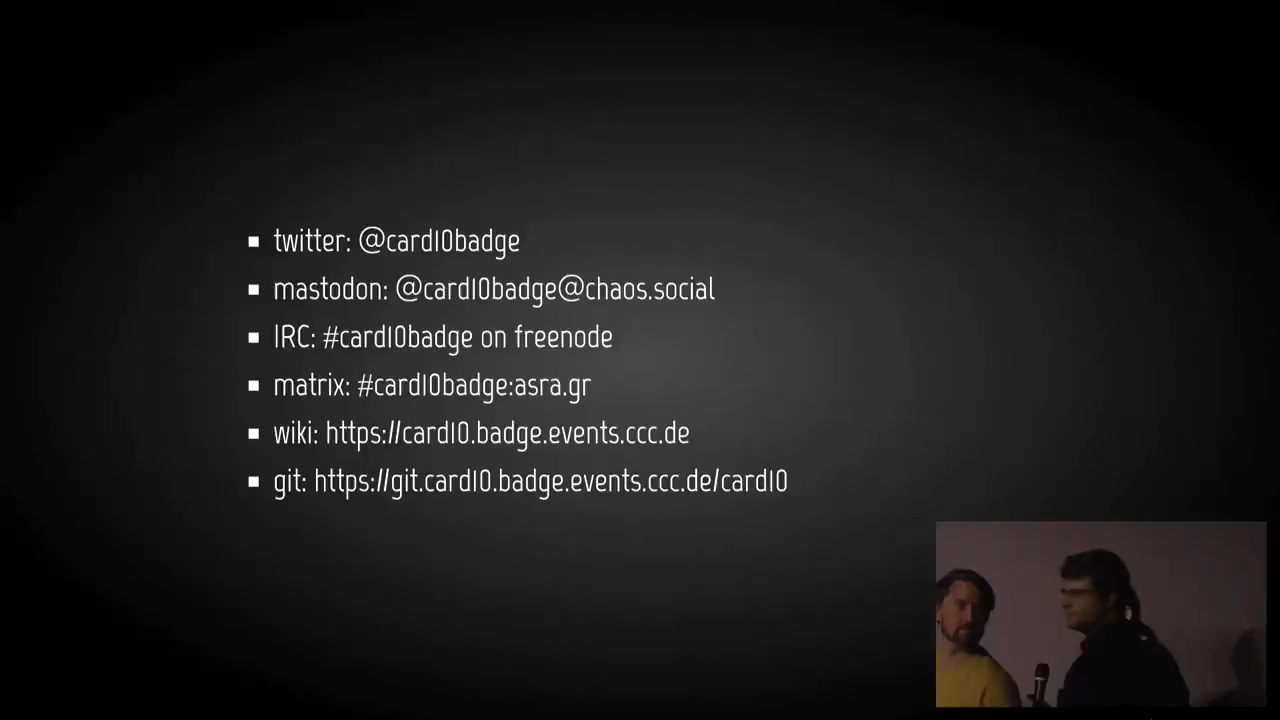 twitter: @card10badge
mastodon: @card10badge@chaos.social
IRC: #card10badge on freenode
matrix: #card10badge:asra.gr
wiki: https://card10.badge.events.ccc.de
git: https://git.card10.badge.events.ccc.de/card10